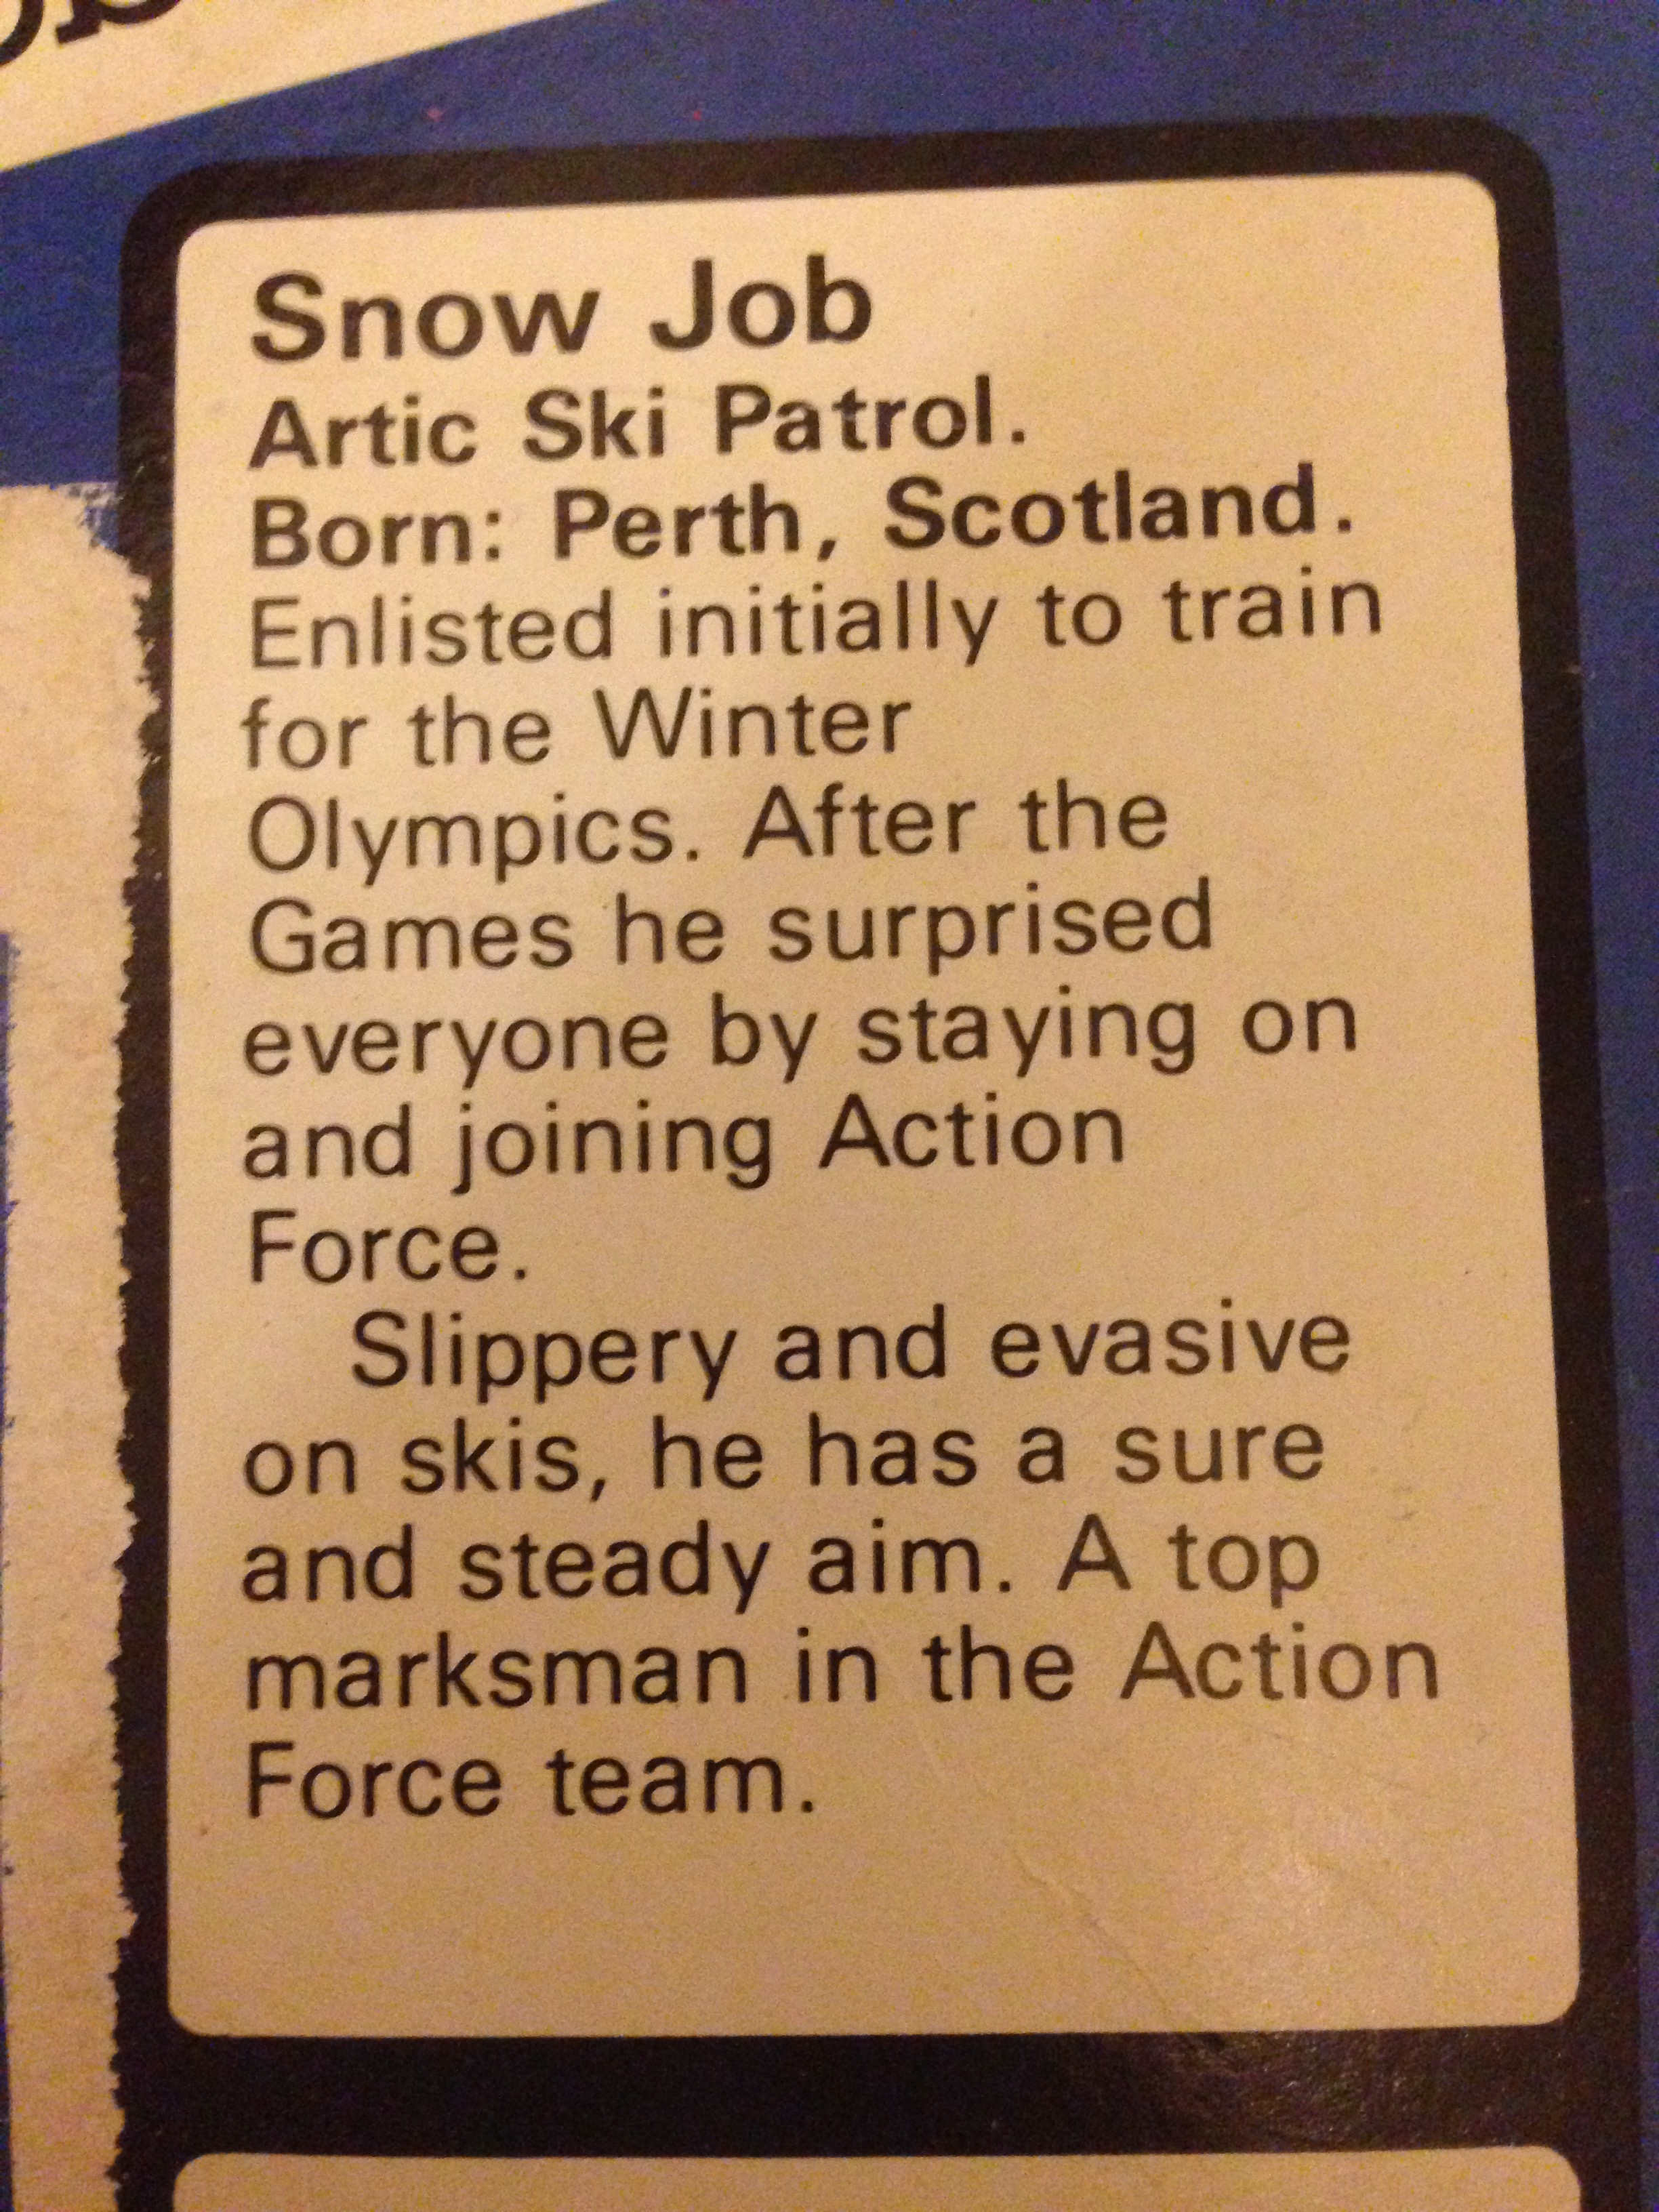 Snow Job
Artic Ski Patrol.
Born: Perth, Scotland.
Enlisted initially to train
for the Winter
Olympics. After the
Games he surprised
everyone by staying on
and joining Action
Force.
Slippery and evasive
on skis, he has a sure
and steady aim. A top
marksman in the Action
Force team.